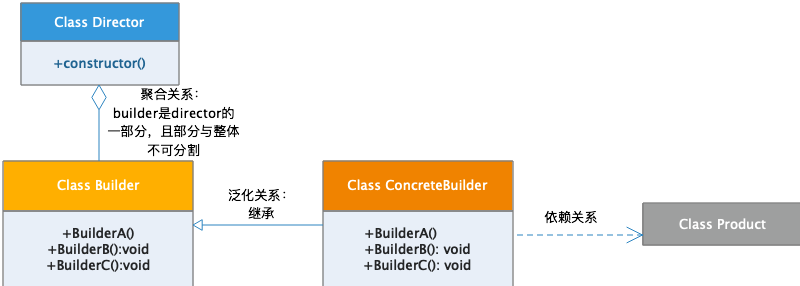 Class Director
+constructor()
聚合关系：
builder是director的
一部分，且部分与整体
不可分割
Class Builder
+BuilderA()
+BuilderB():void
+BuilderC():void
泛化关系：
继承
Class ConcreteBuilder
+BuilderA()
+BuilderB(): void
+BuilderC(): void
依赖关系
Class Product